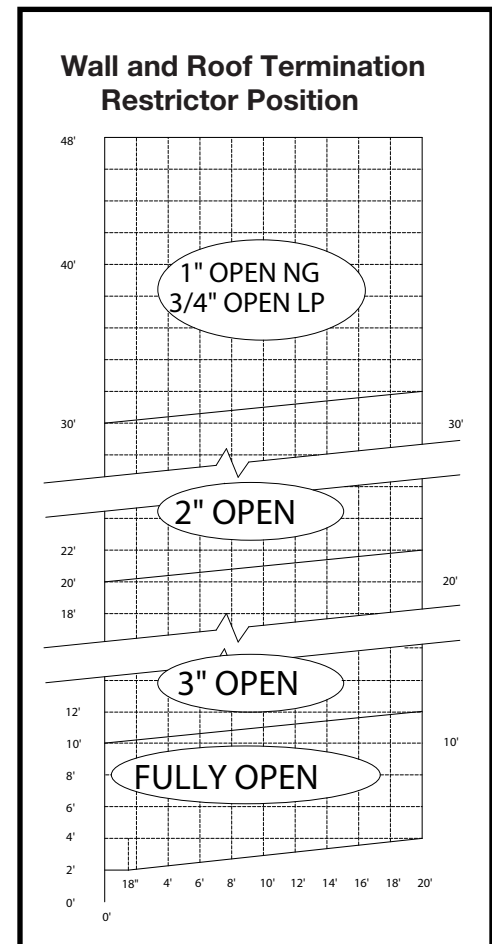 Wall and Roof Termination
Restrictor Position
48'
40'
1" OPEN NG
3/4" OPEN LP
30'
30'
2" OPEN
22'
20'
20'
18'
3" OPEN
12'
10'
10'
8'
FULLY OPEN
6'
4'
2'
18" 4' 6' 8' 10' 12' 14' 16' 18' 20'
0'
0'